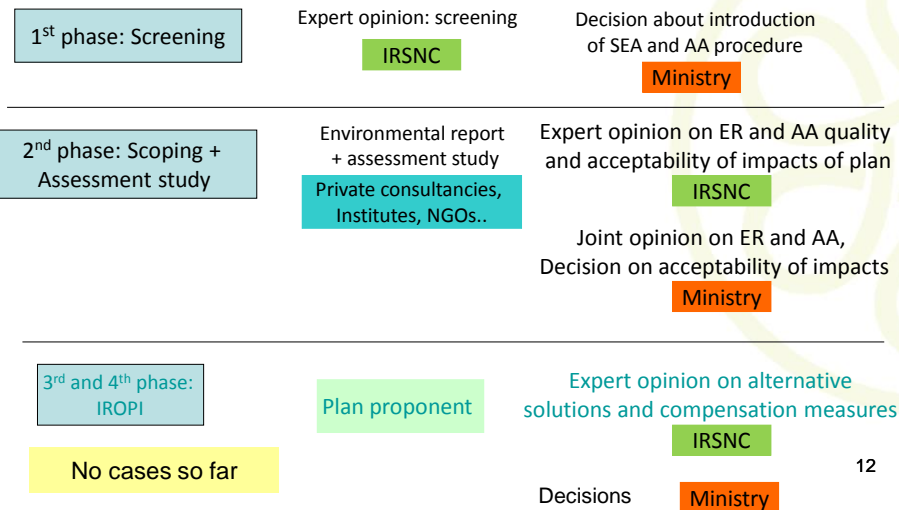 1st phase: Screening
Expert opinion: screening
IRSNC
Decision about introduction
of SEA and AA procedure
Ministry
2nd phase: Scoping +
Assessment study
Environmental report
+ assessment study
Private consultancies,
Institutes, NGOs..
Expert opinion on ER and AA quality
and acceptability of impacts of plan
IRSNC
Joint opinion on ER and AA,
Decision on acceptability of impacts
Ministry
3rd and 4th phase:
IROPI
No cases so far
Plan proponent
Expert opinion on alternative
solutions and compensation measures
IRSNC
12
Decisions
Ministry